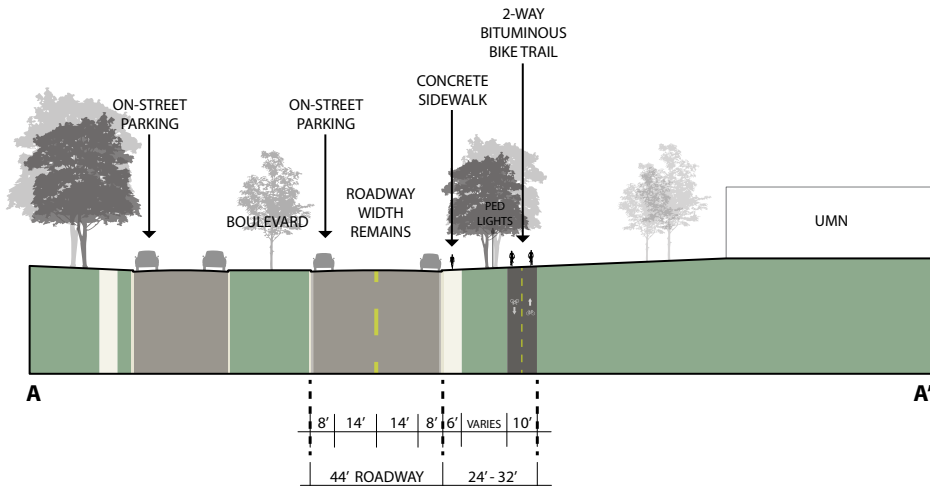 2-WAY
BITUMINOUS
BIKE TRAIL
CONCRETE
SIDEWALK
ON-STREET
PARKING
ON-STREET
PARKING
ROADWAY
WIDTH
REMAINS
BOULEVARD
PED
LIGHTS
UMN
A
A'
8' 14' 14' 8' 6' VARIES 10'
44' ROADWAY 24' - 32'